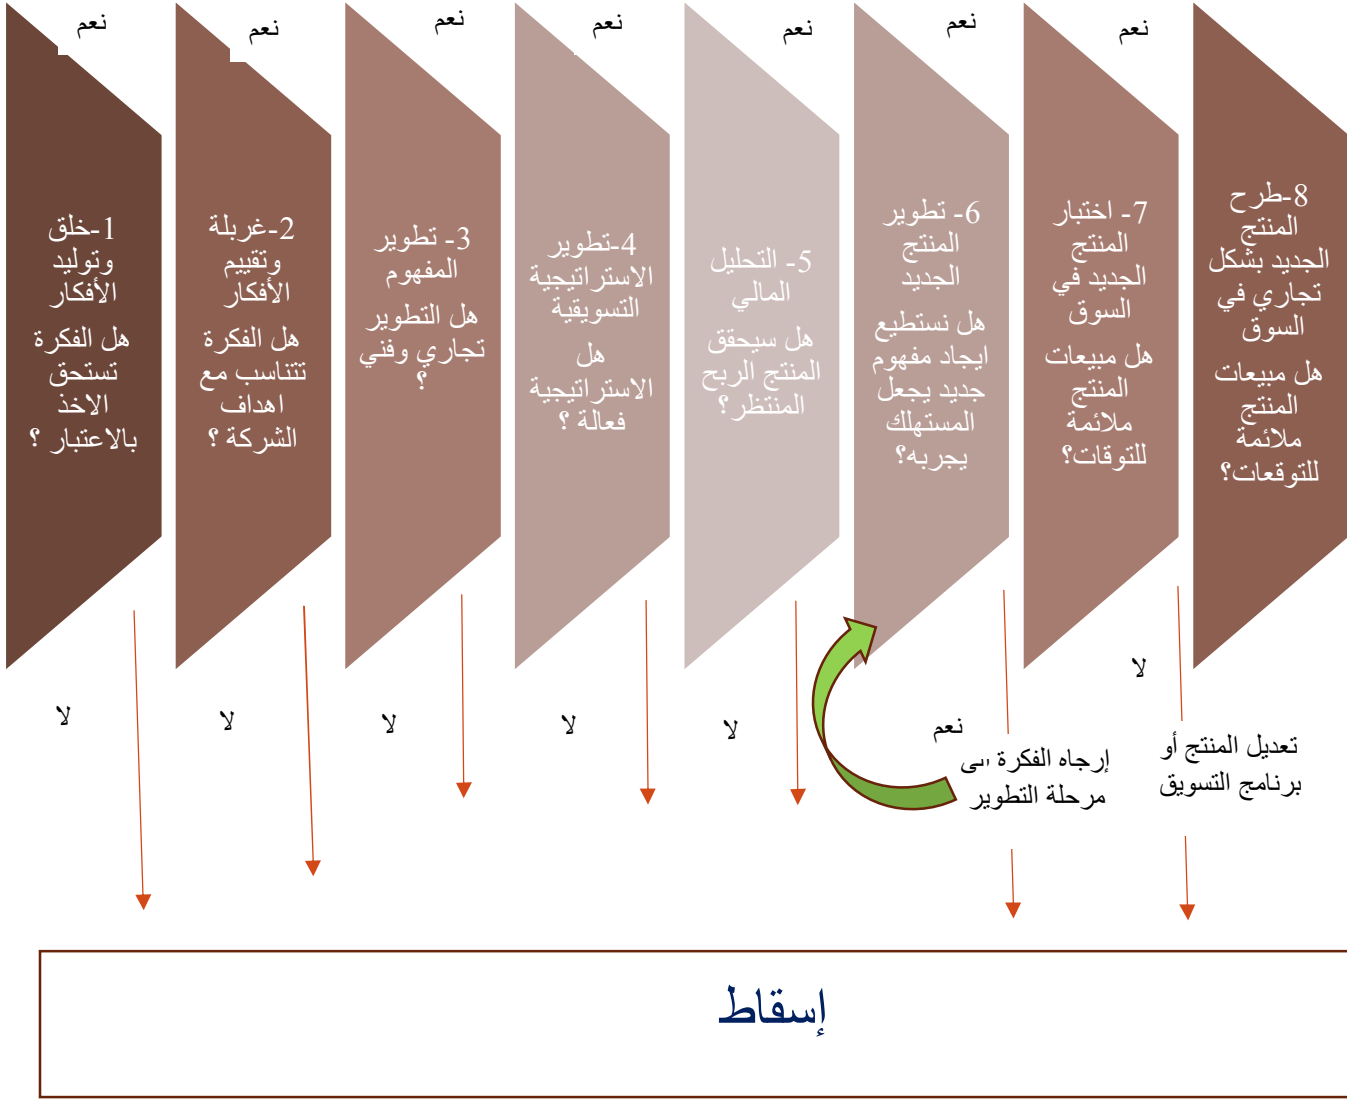 نعم
نعم
نعم
نعم
نعم
نعم
نعم
1-خلق
وتوليد
الأفكار
هل الفكرة
تستحق
الاخذ
بالاعتبار ؟
2-غربلة
وتقييم
الأفكار
هل الفكرة
تتناسب مع
اهداف
الشركة ؟
3- تطوير
المفهوم
هل التطوير
تجاري وفني
؟
4-تطوير
الاستراتيجية
التسويقية
هل
الاستراتيجية
فعالة ؟
5- التحليل
المالي
هل سيحقق
المنتج الربح
المنتظر؟
6- تطوير
المنتج
الجديد
هل نستطيع
ايجاد مفهوم
جديد يجعل
المستهلك
يجربه؟
7- اختبار
المنتج
الجديد في
السوق
هل مبيعات
المنتج
ملائمة
للتوقات؟
8-طرح
المنتج
الجديد بشكل
تجاري في
السوق
هل مبيعات
المنتج
ملائمة
للتوقعات؟
لا
لا
لا
لا
لا
نعم
إرجاه الفكرة
مرحلة التطوير
لا
تعديل المنتج أو
برنامج التسويق
إسقاط